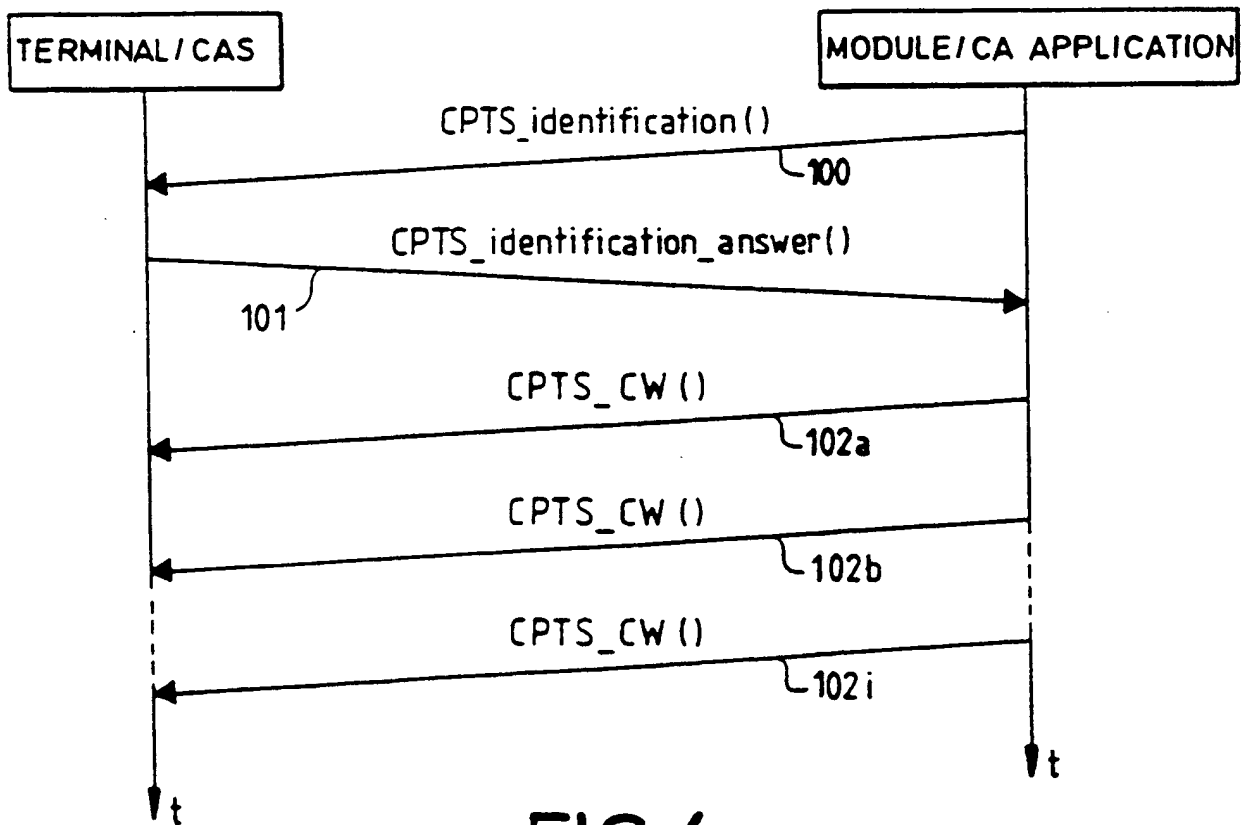 TERMINAL/CAS
MODULE/CA APPLICATION
CPTS_identification()
100
CPTS_identification_answer()
101
CPTS_CW()
102a
CPTS_CW()
102b
CPTS_CW()
102i
t
t